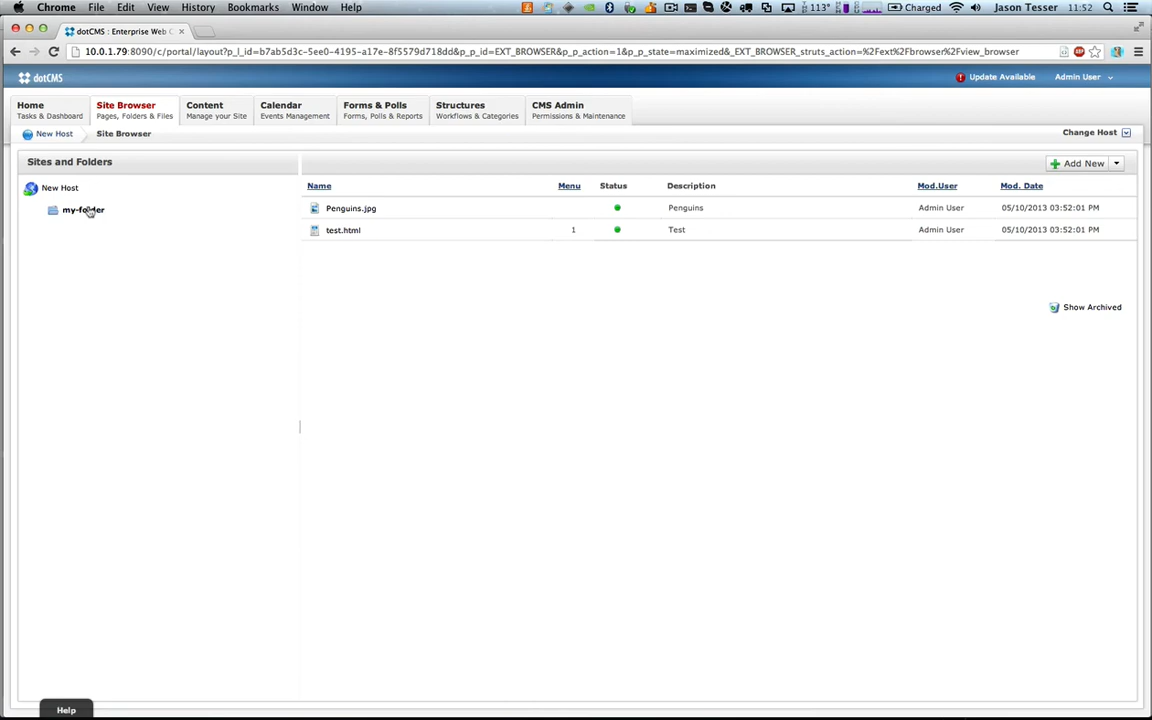 Chrome File Edit View History Bookmarks Window Help 113° Charged Jason Tesser 11:52
dotCMS : Enterprise Web C
10.0.1.79:8090/c/portal/layout?p_l_id=b7ab5d3c-5ee0-4195-a17e-8f5579d718dd&p_p_id=EXT_BROWSER&p_p_action=1&p_p_state=maximized&_EXT_BROWSER_struts_action=%2Fext%2Fbrowser%2Fview_browser
dotCMS Update Available Admin User
Home Site Browser Content Calendar Forms & Polls Structures CMS Admin
Tasks & Dashboard Pages, Folders & Files Manage your Site Events Management Forms, Polls & Reports Workflows & Categories Permissions & Maintenance
New Host Site Browser Change Host
Sites and Folders Add New
Name Menu Status Description Mod.User Mod. Date
New Host
my-folder Penguins.jpg Penguins Admin User 05/10/2013 03:52:01 PM
test.html 1 Test Admin User 05/10/2013 03:52:01 PM
Show Archived
Help